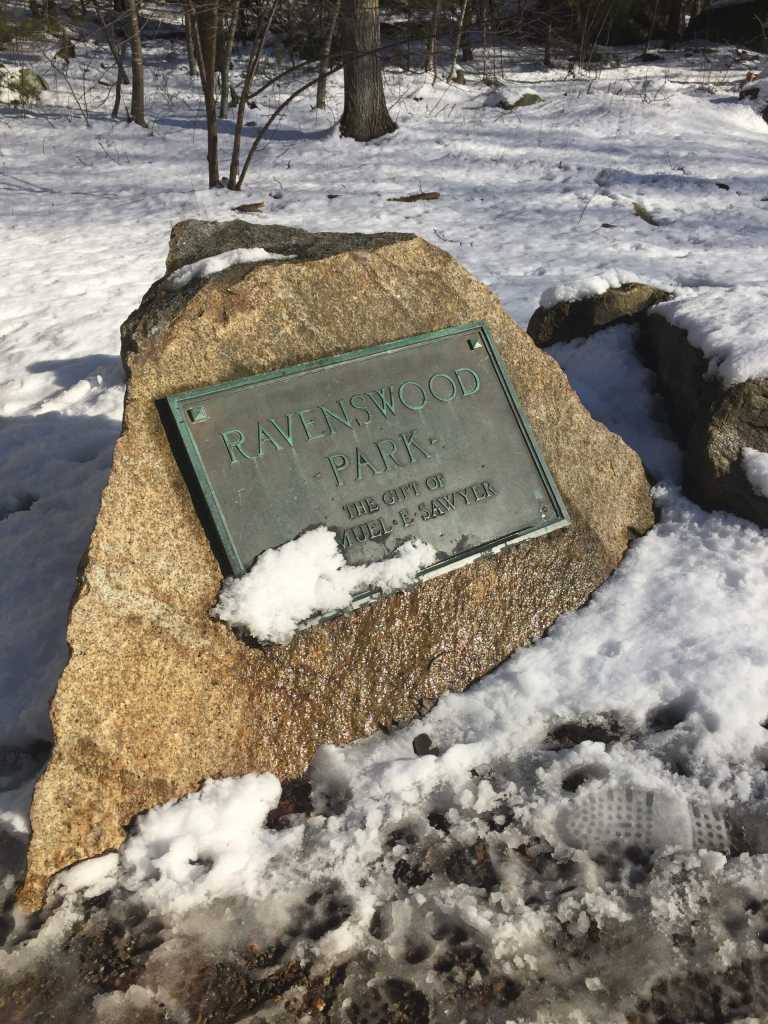 RAVENSWOOD
- PARK -
THE GIFT OF
MUEL · E · SAWYER